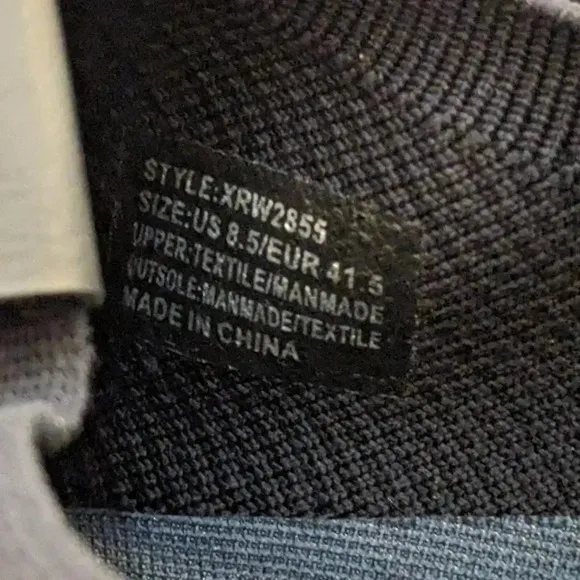 STYLE:XRW2855
SIZE:US 8.5/EUR 41.5
UPPER:TEXTILE/MANMADE
OUTSOLE:MANMADE/TEXTILE
MADE IN CHINA